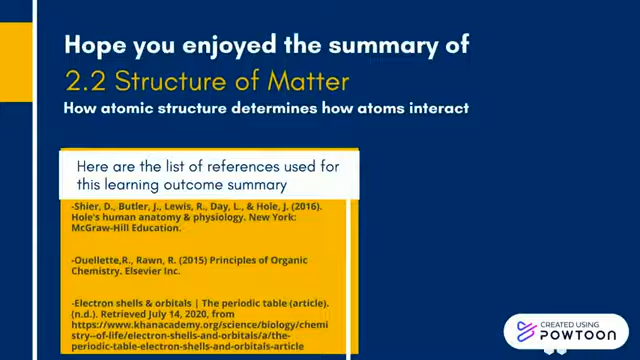 Hope you enjoyed the summary of
2.2 Structure of Matter
How atomic structure determines how atoms interact
Here are the list of references used for
this learning outcome summary
-Shier, D., Butler, J., Lewis, R., Day, L., & Hole, J. (2016).
Hole's human anatomy & physiology. New York:
McGraw-Hill Education.
-Ouellette,R., Rawn, R. (2015) Principles of Organic
Chemistry. Elsevier Inc.
-Electron shells & orbitals | The periodic table (article).
(n.d.). Retrieved July 14, 2020, from
https://www.khanacademy.org/science/biology/chemi
stry--of-life/electron-shells-and-orbitals/a/the-
periodic-table-electron-shells-and-orbitals-article
CREATED USING
POWTOON